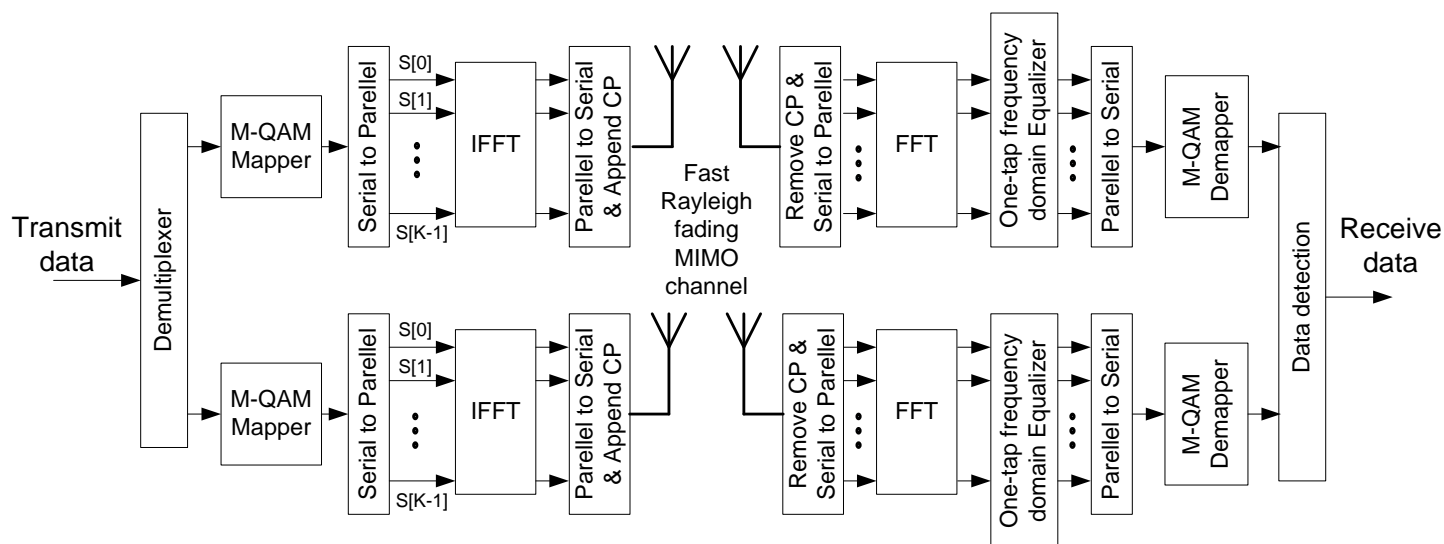 Transmit
data
Demultiplexer
M-QAM
Mapper
Serial to Parellel
S[0]
S[1]
S[K-1]
IFFT
Parellel to Serial
& Append CP
Fast
Rayleigh
fading
MIMO
channel
Remove CP &
Serial to Parellel
FFT
One-tap frequency
domain Equalizer
Parellel to Serial
M-QAM
Demapper
Data detection
Receive
data
M-QAM
Mapper
Serial to Parellel
S[0]
S[1]
S[K-1]
IFFT
Parellel to Serial
& Append CP
Remove CP &
Serial to Parellel
FFT
One-tap frequency
domain Equalizer
Parellel to Serial
M-QAM
Demapper